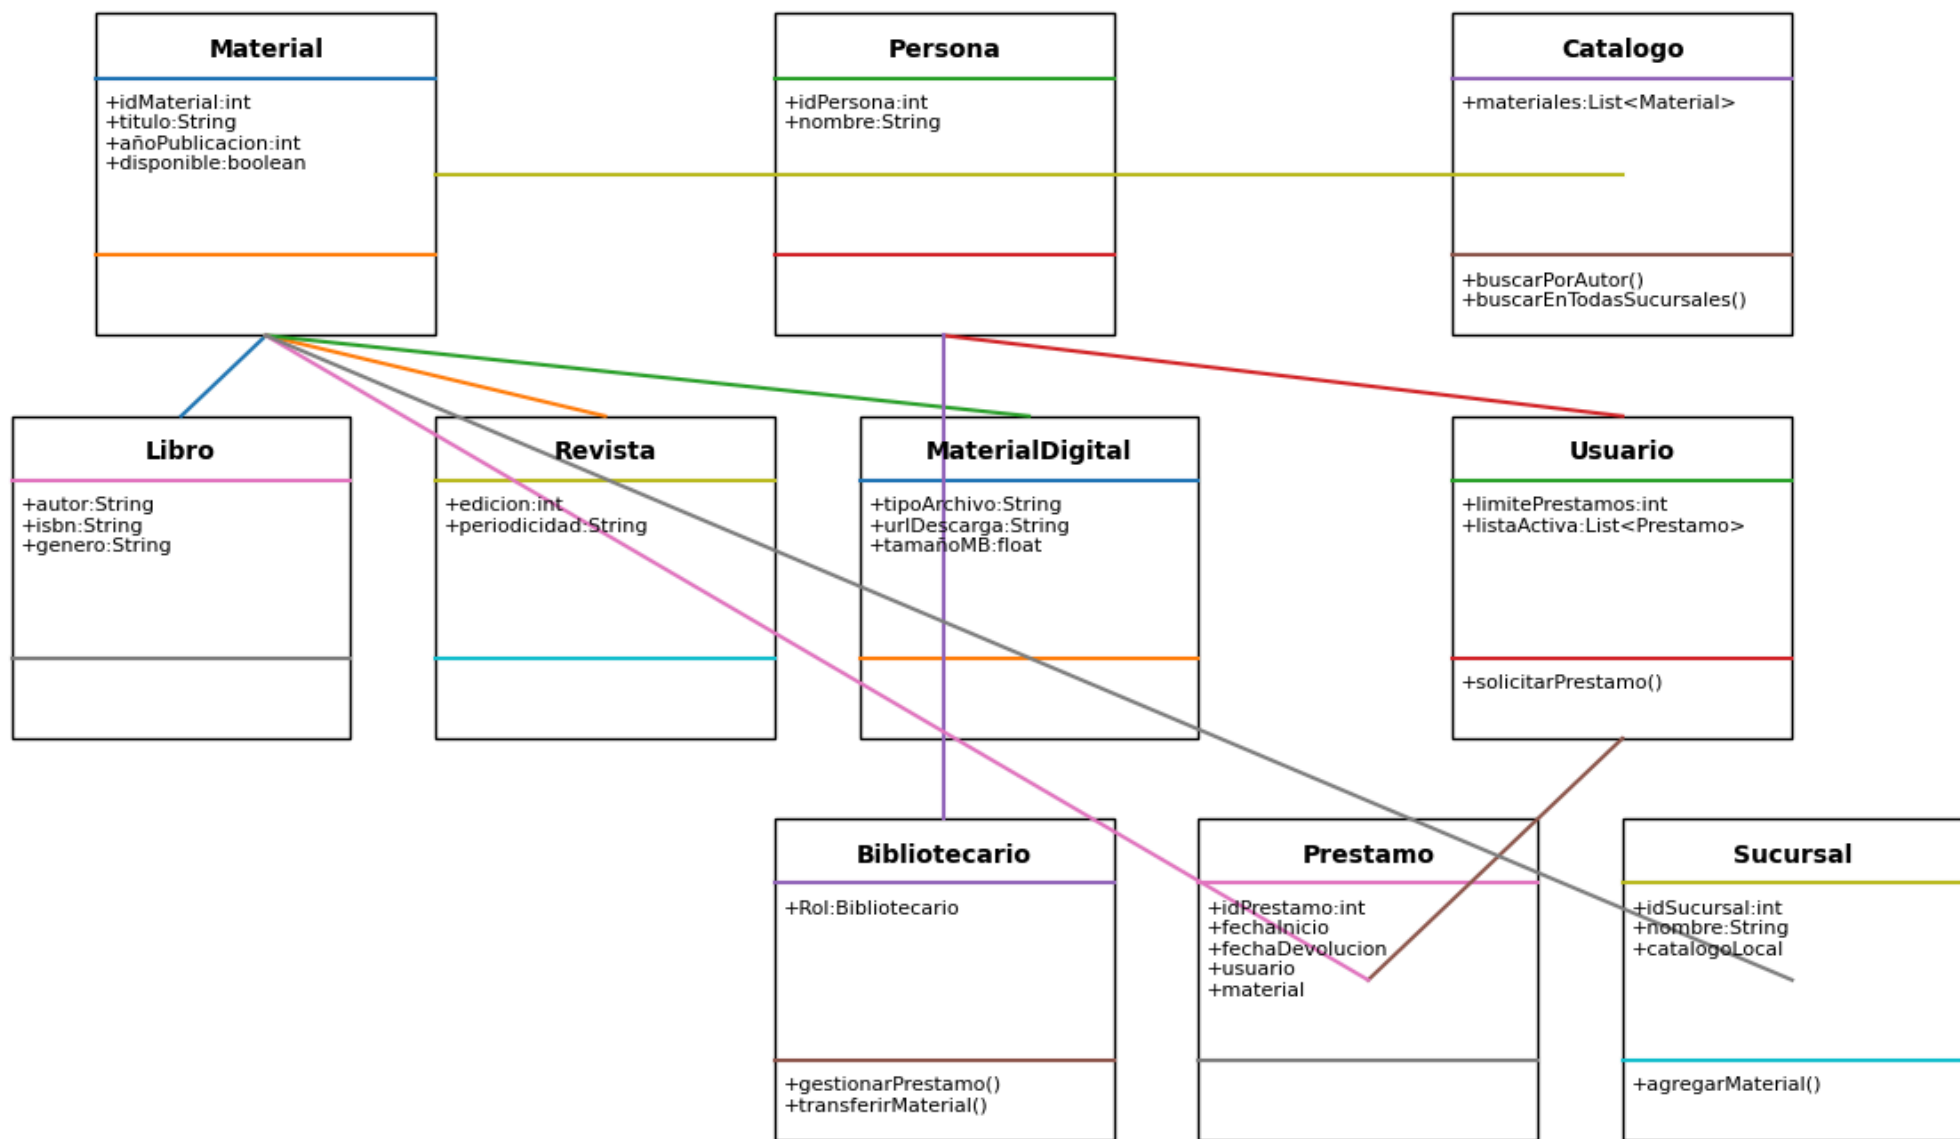 Material
+idMaterial:int
+titulo:String
+añoPublicacion:int
+disponible:boolean
Persona
+idPersona:int
+nombre:String
Catalogo
+materiales:List<Material>
+buscarPorAutor()
+buscarEnTodasSucursales()
Libro
+autor:String
+isbn:String
+genero:String
Revista
+edicion:int
+periodicidad:String
MaterialDigital
+tipoArchivo:String
+urlDescarga:String
+tamañoMB:float
Usuario
+limitePrestamos:int
+listaActiva:List<Prestamo>
+solicitarPrestamo()
Bibliotecario
+Rol:Bibliotecario
+gestionarPrestamo()
+transferirMaterial()
Prestamo
+idPrestamo:int
+fechaInicio
+fechaDevolucion
+usuario
+material
Sucursal
+idSucursal:int
+nombre:String
+catalogoLocal
+agregarMaterial()